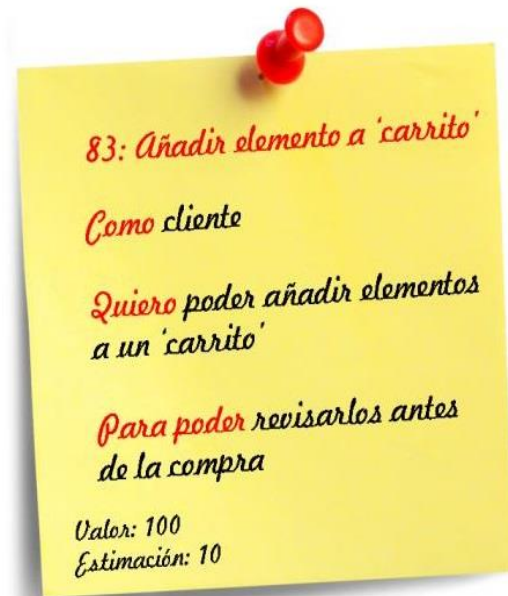 83: Añadir elemento a 'carrito'
Como cliente
Quiero poder añadir elementos
a un 'carrito'
Para poder revisarlos antes
de la compra
Valor: 100
Estimación: 10